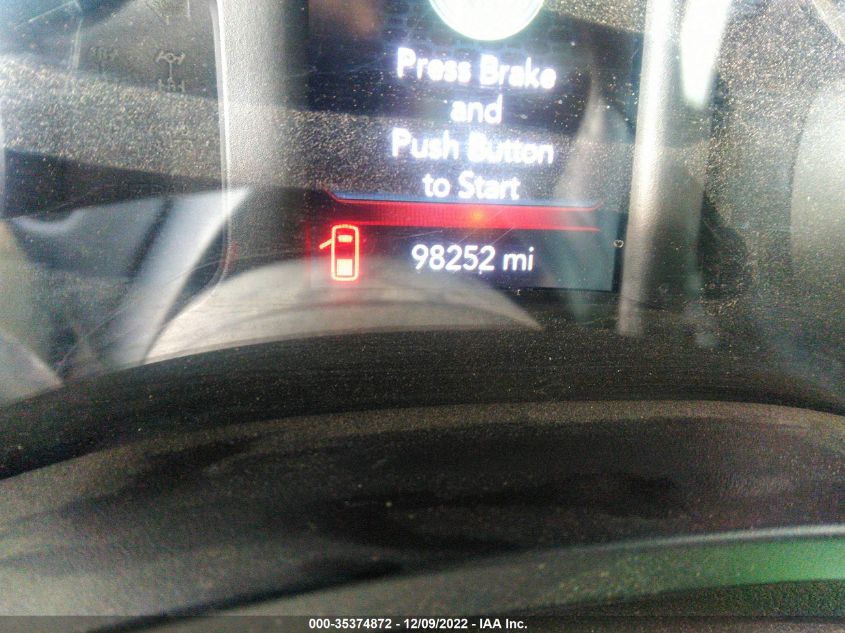 Press Brake
and
Push Button
to Start
98252 mi
000-35374872 - 12/09/2022 - IAA Inc.